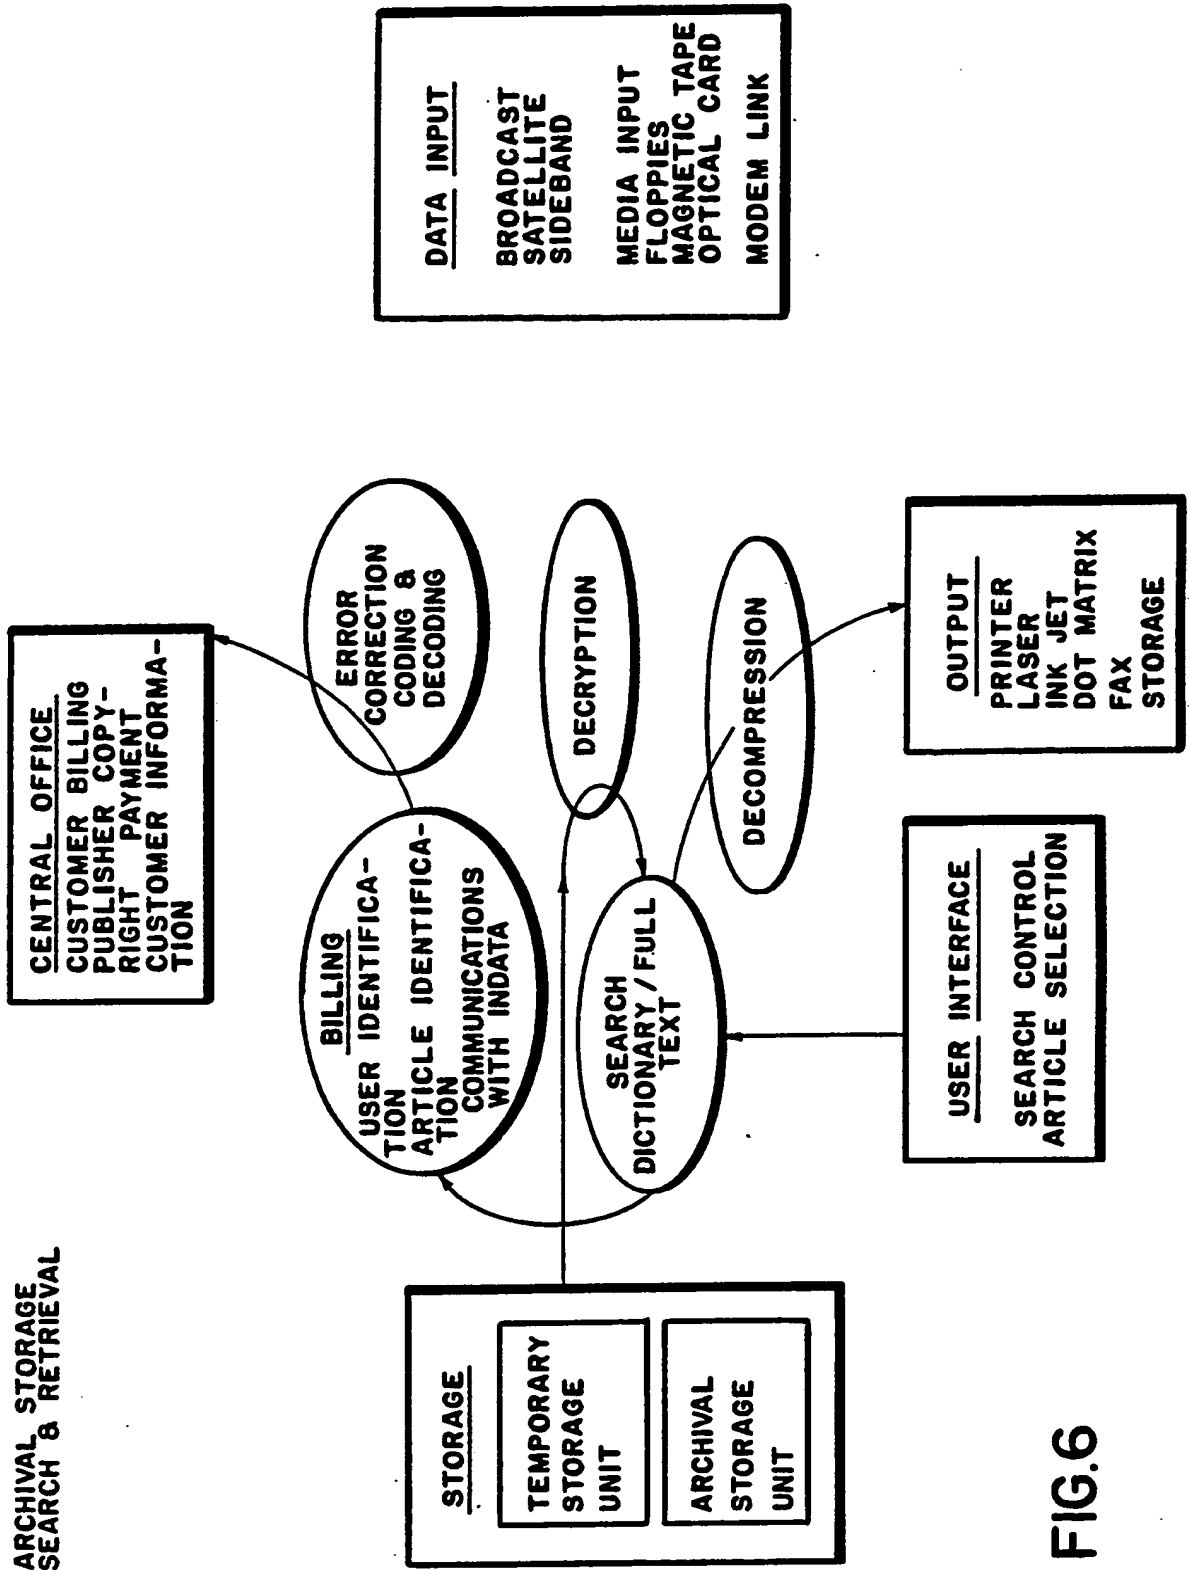 ARCHIVAL STORAGE
SEARCH & RETRIEVAL
CENTRAL OFFICE
CUSTOMER BILLING
PUBLISHER COPY-
RIGHT PAYMENT
CUSTOMER INFORMA-
TION
BILLING
USER IDENTIFICA-
TION
ARTICLE IDENTIFICA-
TION
COMMUNICATIONS
WITH INDATA
ERROR
CORRECTION
CODING &
DECODING
DATA INPUT
BROADCAST
SATELLITE
SIDEBAND
MEDIA INPUT
FLOPPIES
MAGNETIC TAPE
OPTICAL CARD
MODEM LINK
STORAGE
TEMPORARY
STORAGE
UNIT
ARCHIVAL
STORAGE
UNIT
SEARCH
DICTIONARY/FULL
TEXT
DECRYPTION
DECOMPRESSION
USER INTERFACE
SEARCH CONTROL
ARTICLE SELECTION
OUTPUT
PRINTER
LASER
INK JET
DOT MATRIX
FAX
STORAGE
FIG.6